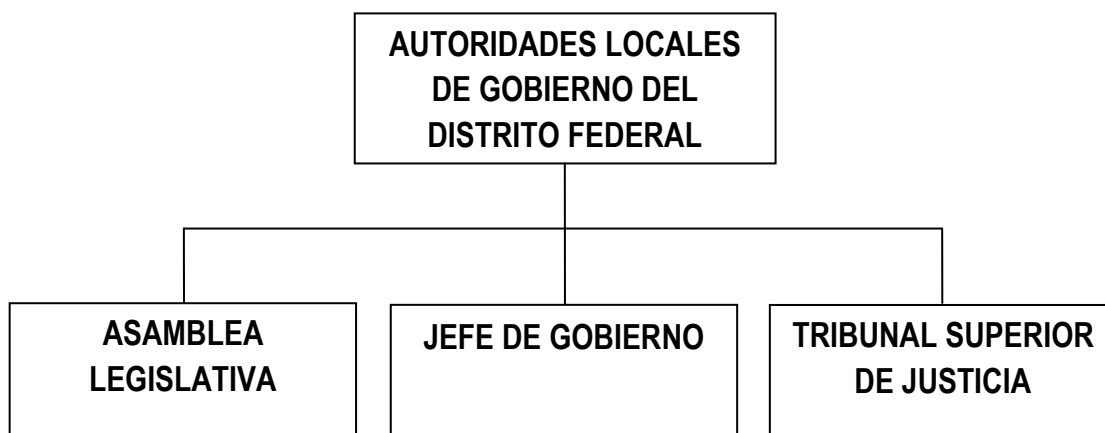 AUTORIDADES LOCALES
DE GOBIERNO DEL
DISTRITO FEDERAL
ASAMBLEA
LEGISLATIVA
JEFE DE GOBIERNO
TRIBUNAL SUPERIOR
DE JUSTICIA